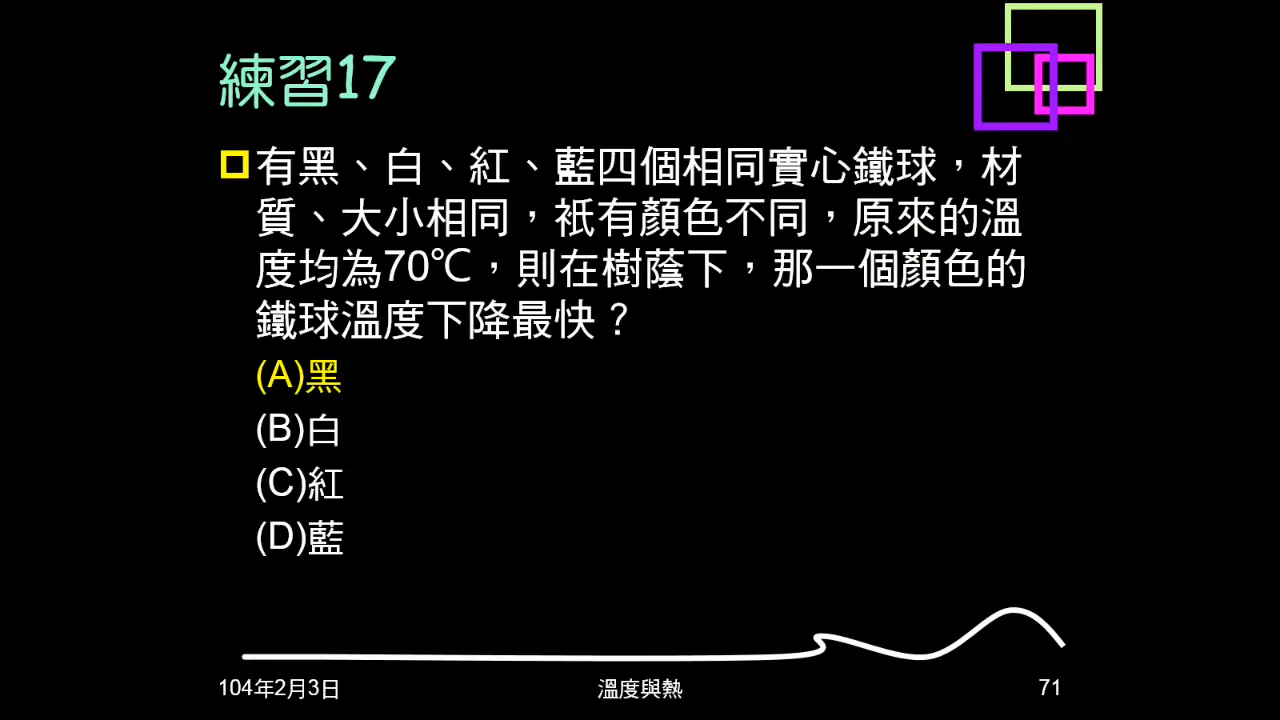 練習17
有黑、白、紅、藍四個相同實心鐵球，材
質、大小相同，衹有顏色不同，原來的溫
度均為70℃，則在樹蔭下，那一個顏色的
鐵球溫度下降最快？
(A)黑
(B)白
(C)紅
(D)藍
104年2月3日
溫度與熱
71